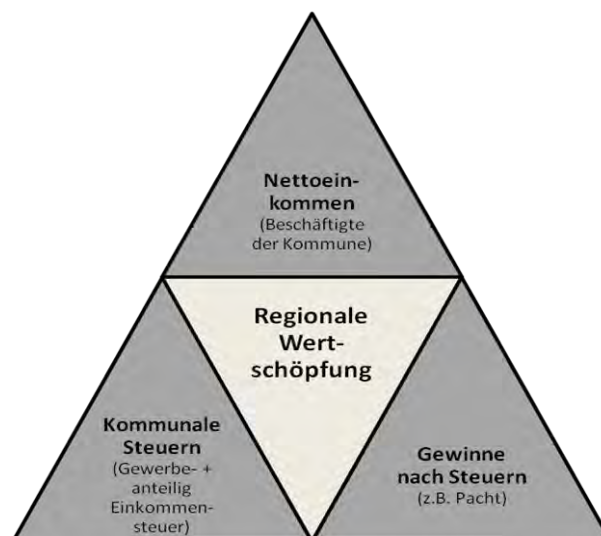 Nettoein-
kommen
(Beschäftigte
der Kommune)
Regionale
Wert-
schöpfung
Kommunale
Steuern
(Gewerbe- +
anteilig
Einkommen-
steuer)
Gewinne
nach Steuern
(z.B. Pacht)